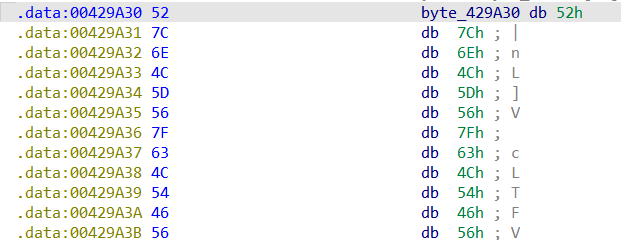 .data:00429A30 52 byte_429A30 db 52h
.data:00429A31 7C db 7Ch ; |
.data:00429A32 6E db 6Eh ; n
.data:00429A33 4C db 4Ch ; L
.data:00429A34 5D db 5Dh ; ]
.data:00429A35 56 db 56h ; V
.data:00429A36 7F db 7Fh ;
.data:00429A37 63 db 63h ; c
.data:00429A38 4C db 4Ch ; L
.data:00429A39 54 db 54h ; T
.data:00429A3A 46 db 46h ; F
.data:00429A3B 56 db 56h ; V